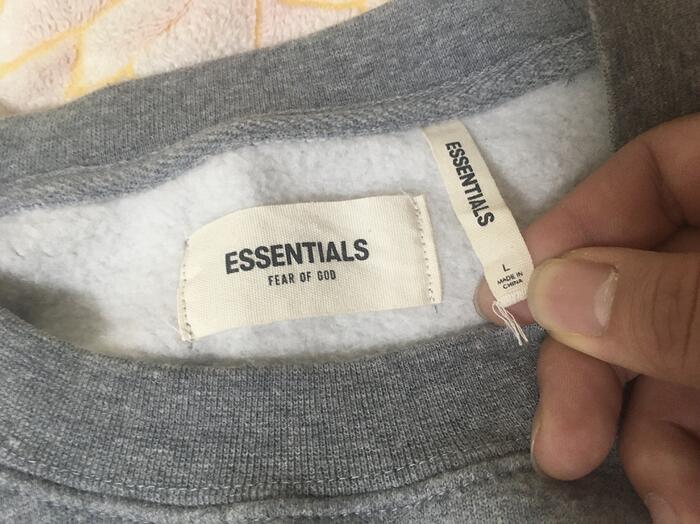 ESSENTIALS
FEAR OF GOD
ESSENTIALS
L
MADE IN
CHINA